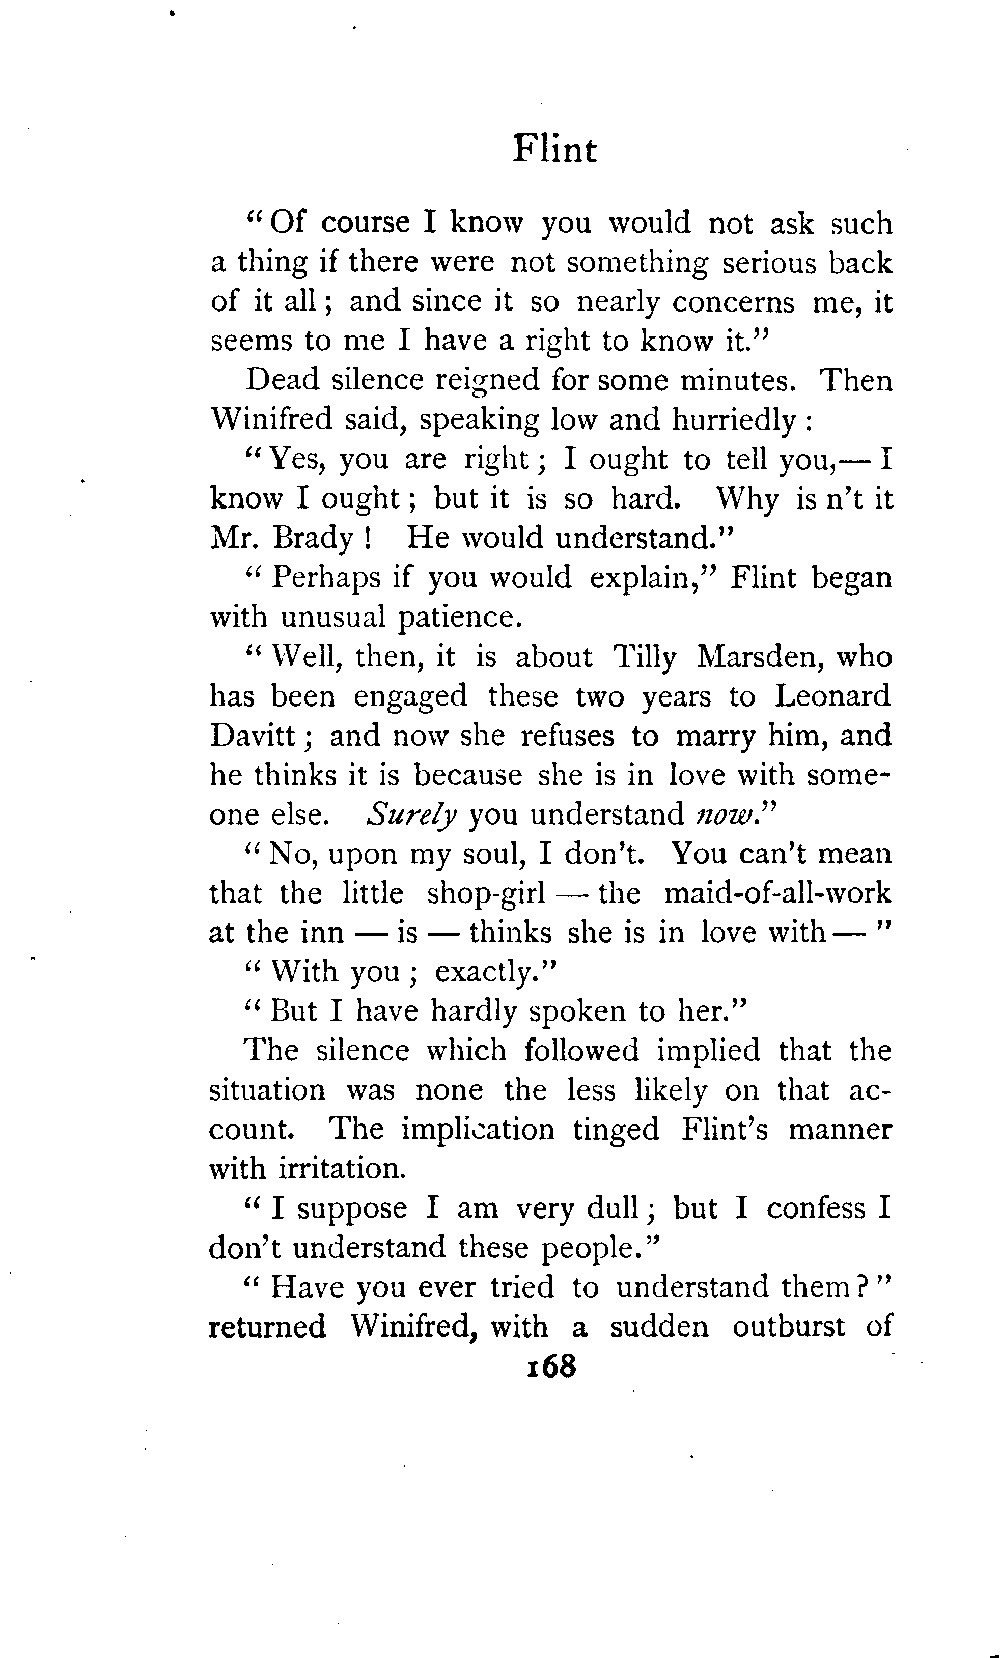 Flint
“Of course I know you would not ask such
a thing if there were not something serious back
of it all; and since it so nearly concerns me, it
seems to me I have a right to know it.”
Dead silence reigned for some minutes. Then
Winifred said, speaking low and hurriedly:
“Yes, you are right; I ought to tell you,— I
know I ought; but it is so hard. Why is n't it
Mr. Brady! He would understand.”
“Perhaps if you would explain,” Flint began
with unusual patience.
“Well, then, it is about Tilly Marsden, who
has been engaged these two years to Leonard
Davitt; and now she refuses to marry him, and
he thinks it is because she is in love with some-
one else. Surely you understand now.”
“No, upon my soul, I don't. You can't mean
that the little shop-girl — the maid-of-all-work
at the inn — is — thinks she is in love with — ”
“With you; exactly.”
“But I have hardly spoken to her.”
The silence which followed implied that the
situation was none the less likely on that ac-
count. The implication tinged Flint's manner
with irritation.
“I suppose I am very dull; but I confess I
don't understand these people.”
“Have you ever tried to understand them?”
returned Winifred, with a sudden outburst of
168